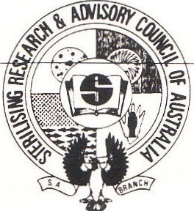 STERILISING RESEARCH & ADVISORY COUNCIL OF AUSTRALIA
S
S.A. BRANCH